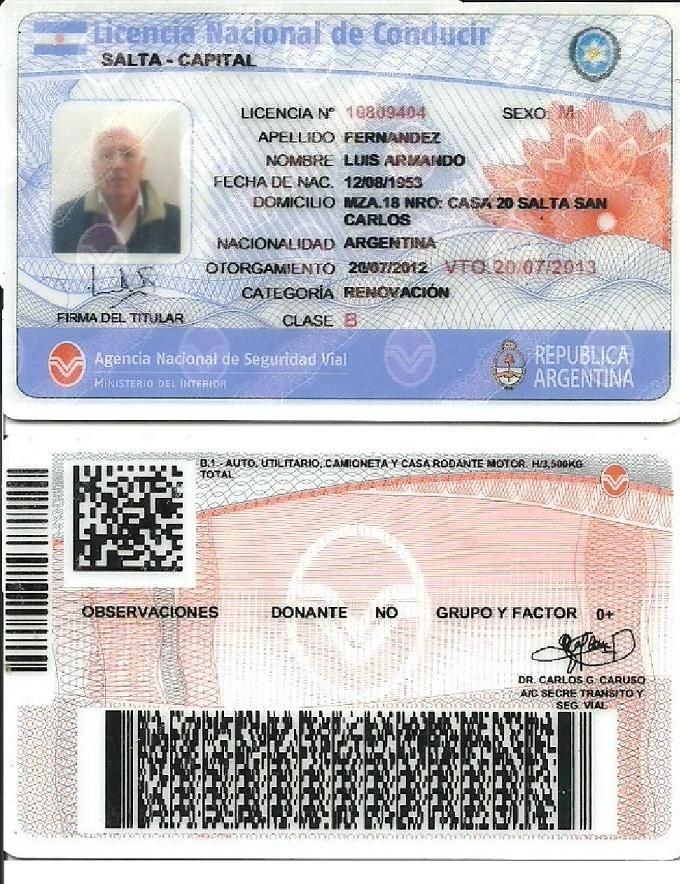 Licencia Nacional de Conducir
SALTA - CAPITAL
LICENCIA Nº 10809404 SEXO: M
APELLIDO FERNANDEZ
NOMBRE LUIS ARMANDO
FECHA DE NAC. 12/08/1953
DOMICILIO MZA.18 NRO: CASA 20 SALTA SAN
CARLOS
NACIONALIDAD ARGENTINA
OTORGAMIENTO 20/07/2012 VTO 20/07/2013
CATEGORÍA RENOVACIÓN
FIRMA DEL TITULAR CLASE B
Agencia Nacional de Seguridad Vial
MINISTERIO DEL INTERIOR
REPUBLICA
ARGENTINA
B.1 - AUTO, UTILITARIO, CAMIONETA Y CASA RODANTE MOTOR. H/3,500KG
TOTAL
OBSERVACIONES DONANTE NO GRUPO Y FACTOR 0+
DR. CARLOS G. CARUSO
A/C SECRE TRANSITO Y
SEG. VIAL